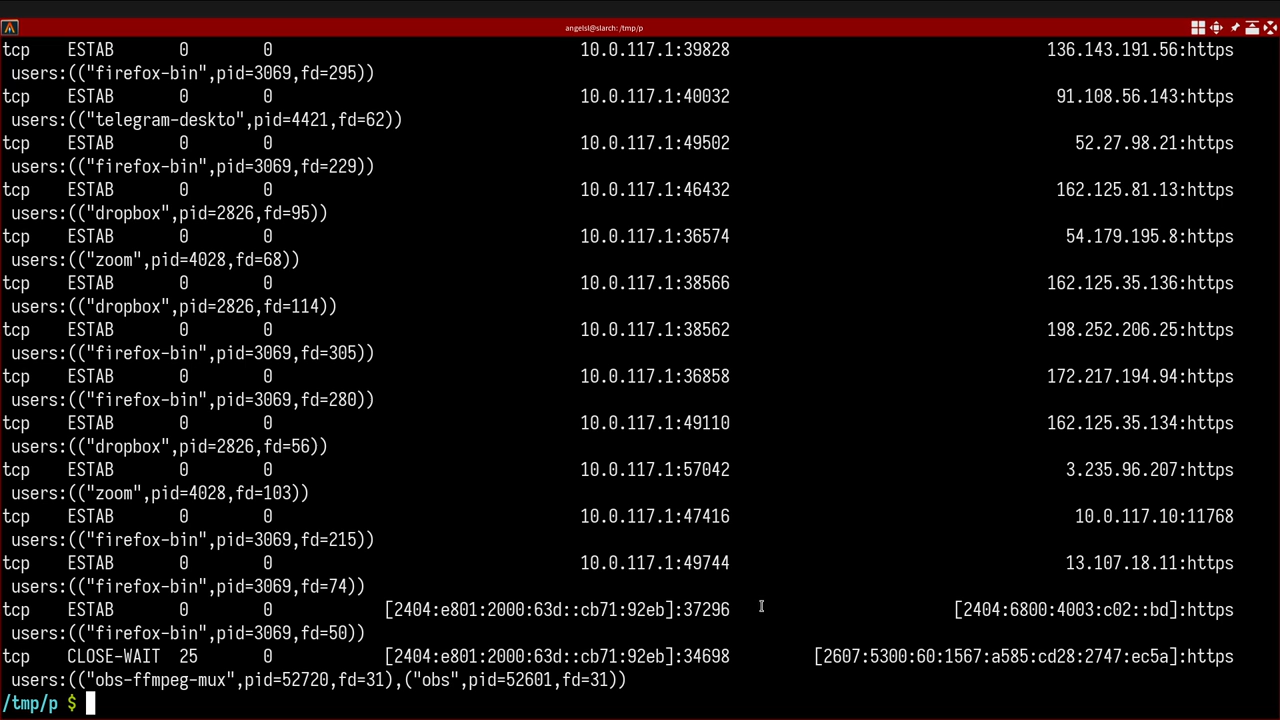 angelsl@slarch: /tmp/p
tcp ESTAB 0 0 10.0.117.1:39828 136.143.191.56:https
users:(("firefox-bin",pid=3069,fd=295))
tcp ESTAB 0 0 10.0.117.1:40032 91.108.56.143:https
users:(("telegram-deskto",pid=4421,fd=62))
tcp ESTAB 0 0 10.0.117.1:49502 52.27.98.21:https
users:(("firefox-bin",pid=3069,fd=229))
tcp ESTAB 0 0 10.0.117.1:46432 162.125.81.13:https
users:(("dropbox",pid=2826,fd=95))
tcp ESTAB 0 0 10.0.117.1:36574 54.179.195.8:https
users:(("zoom",pid=4028,fd=68))
tcp ESTAB 0 0 10.0.117.1:38566 162.125.35.136:https
users:(("dropbox",pid=2826,fd=114))
tcp ESTAB 0 0 10.0.117.1:38562 198.252.206.25:https
users:(("firefox-bin",pid=3069,fd=305))
tcp ESTAB 0 0 10.0.117.1:36858 172.217.194.94:https
users:(("firefox-bin",pid=3069,fd=280))
tcp ESTAB 0 0 10.0.117.1:49110 162.125.35.134:https
users:(("dropbox",pid=2826,fd=56))
tcp ESTAB 0 0 10.0.117.1:57042 3.235.96.207:https
users:(("zoom",pid=4028,fd=103))
tcp ESTAB 0 0 10.0.117.1:47416 10.0.117.10:11768
users:(("firefox-bin",pid=3069,fd=215))
tcp ESTAB 0 0 10.0.117.1:49744 13.107.18.11:https
users:(("firefox-bin",pid=3069,fd=74))
tcp ESTAB 0 0 [2404:e801:2000:63d::cb71:92eb]:37296 [2404:6800:4003:c02::bd]:https
users:(("firefox-bin",pid=3069,fd=50))
tcp CLOSE-WAIT 25 0 [2404:e801:2000:63d::cb71:92eb]:34698 [2607:5300:60:1567:a585:cd28:2747:ec5a]:https
users:(("obs-ffmpeg-mux",pid=52720,fd=31),("obs",pid=52601,fd=31))
/tmp/p $